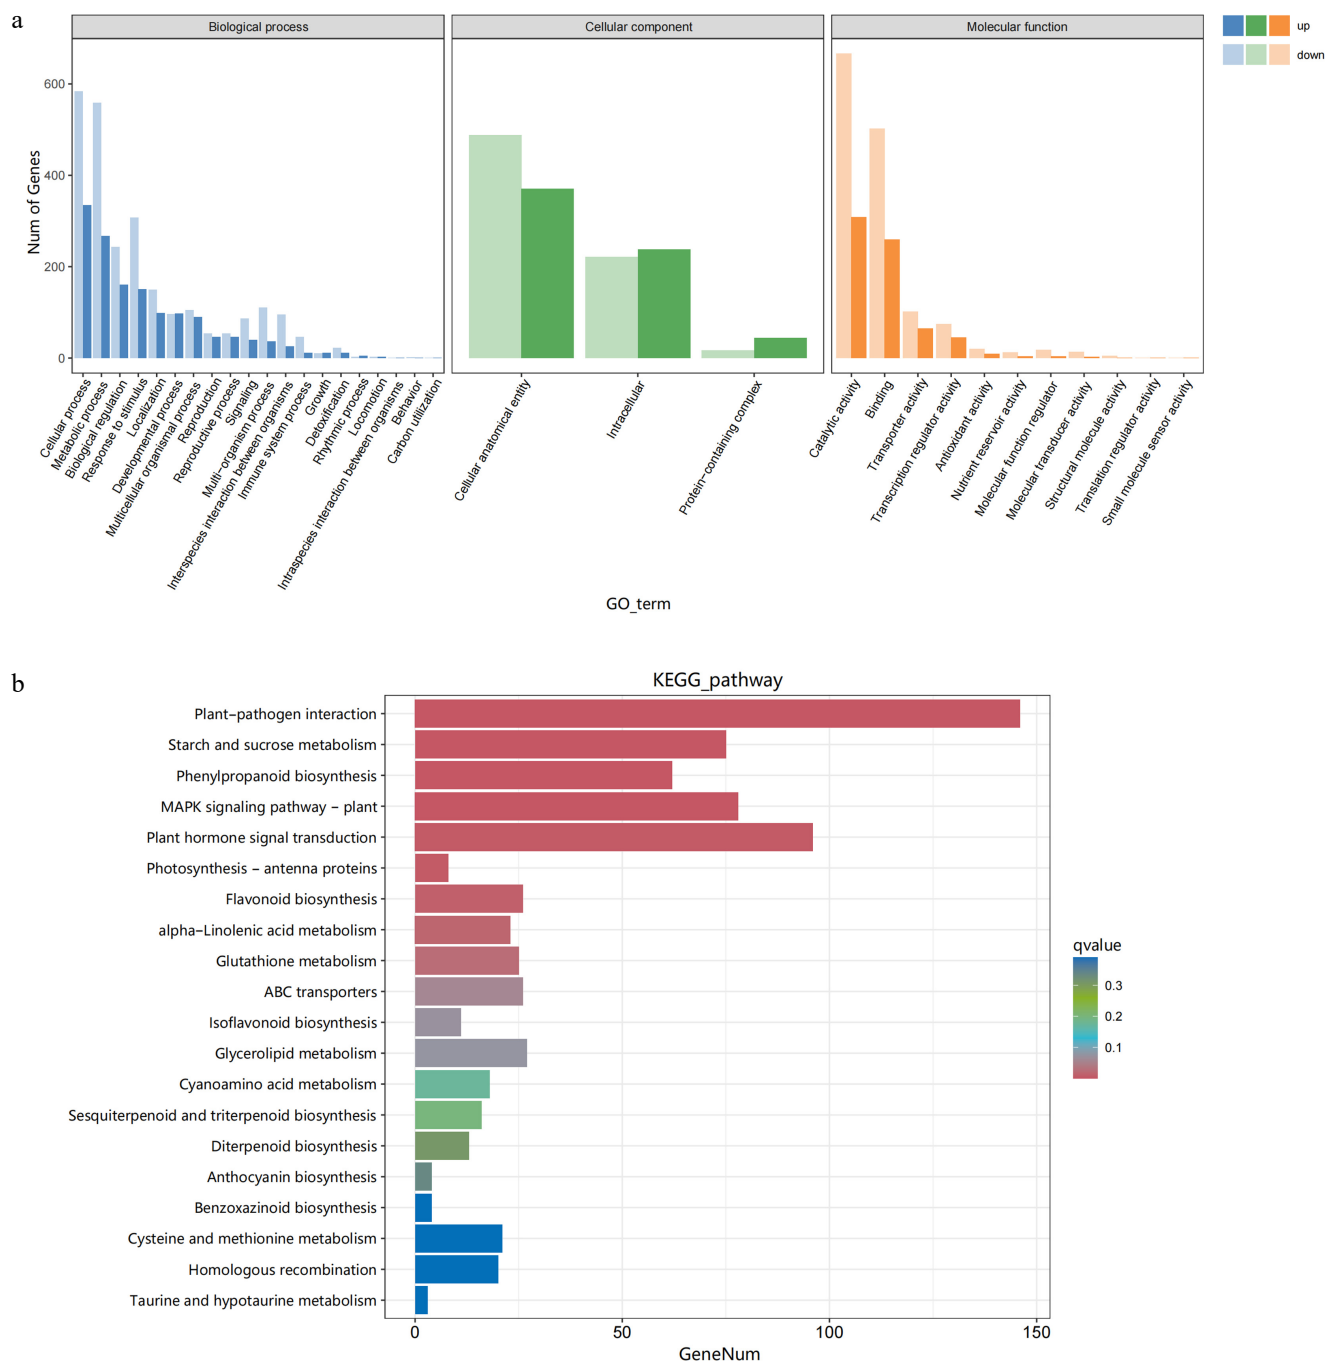 a
Biological process
Cellular component
Molecular function
up
down
Num of Genes
600
400
200
0
Cellular process
Metabolic process
Biological regulation
Response to stimulus
Localization
Developmental process
Multicellular organismal process
Reproduction
Reproductive process
Signaling
Multi-organism process
Interspecies interaction between organisms
Immune system process
Growth
Detoxification
Rhythmic process
Locomotion
Intraspecies interaction between organisms
Behavior
Carbon utilization
Cellular anatomical entity
Intracellular
Protein-containing complex
Catalytic activity
Binding
Transporter activity
Transcription regulator activity
Antioxidant activity
Nutrient reservoir activity
Molecular function regulator
Molecular transducer activity
Structural molecule activity
Translation regulator activity
Small molecule sensor activity
GO_term
b
KEGG_pathway
Plant-pathogen interaction
Starch and sucrose metabolism
Phenylpropanoid biosynthesis
MAPK signaling pathway - plant
Plant hormone signal transduction
Photosynthesis - antenna proteins
Flavonoid biosynthesis
alpha-Linolenic acid metabolism
Glutathione metabolism
ABC transporters
Isoflavonoid biosynthesis
Glycerolipid metabolism
Cyanoamino acid metabolism
Sesquiterpenoid and triterpenoid biosynthesis
Diterpenoid biosynthesis
Anthocyanin biosynthesis
Benzoxazinoid biosynthesis
Cysteine and methionine metabolism
Homologous recombination
Taurine and hypotaurine metabolism
0
50
100
150
GeneNum
qvalue
0.3
0.2
0.1